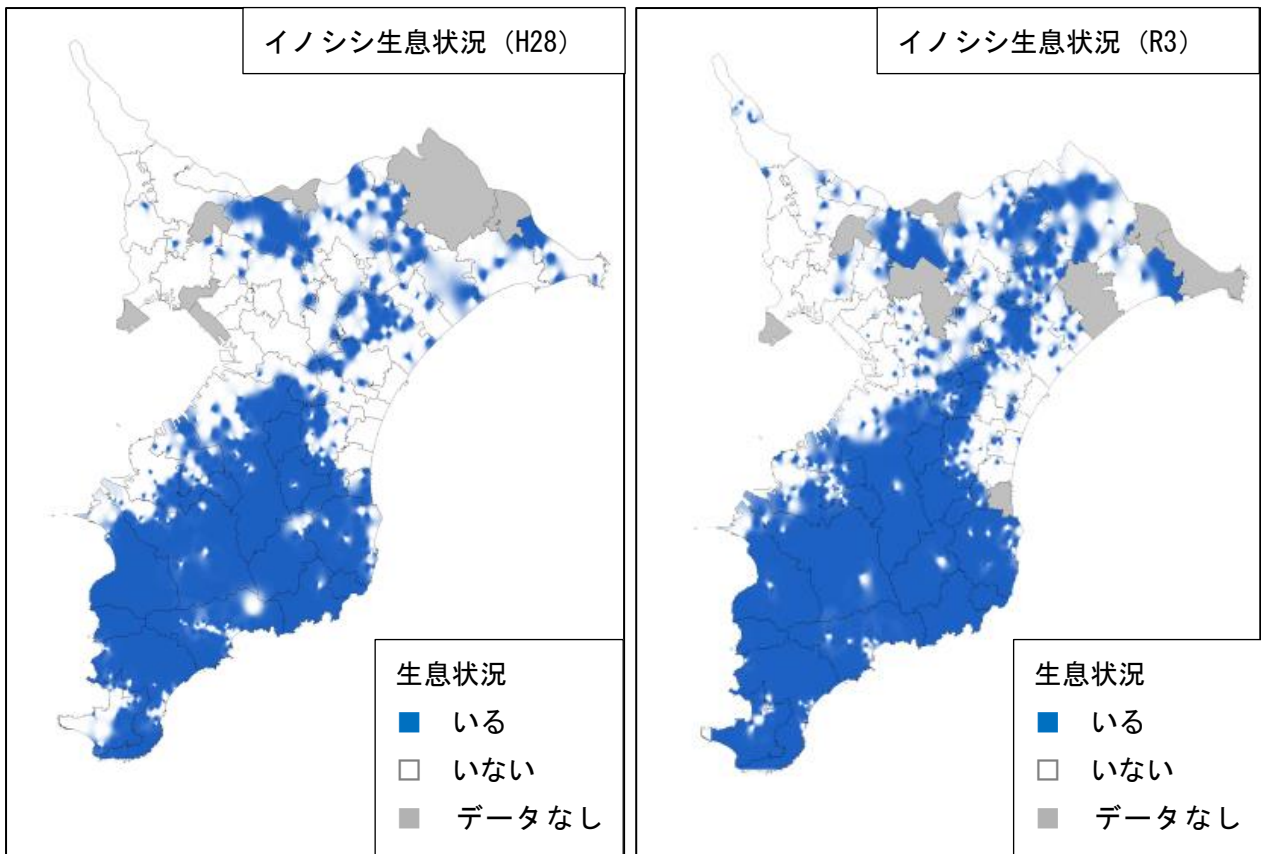 イノシシ生息状況（H28）
生息状況
いる
いない
データなし
イノシシ生息状況（R3）
生息状況
いる
いない
データなし